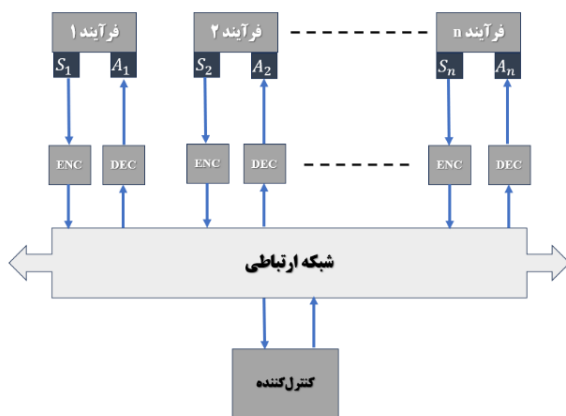 فرآیند ۱
فرآیند ۲
فرآیند n
S₁
A₁
S₂
A₂
Sₙ
Aₙ
ENC
DEC
ENC
DEC
ENC
DEC
شبکه ارتباطی
کنترل‌کننده